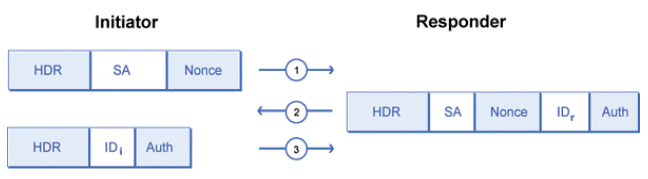 Initiator Responder
HDR SA Nonce 1
2 HDR SA Nonce IDr Auth
HDR IDi Auth 3